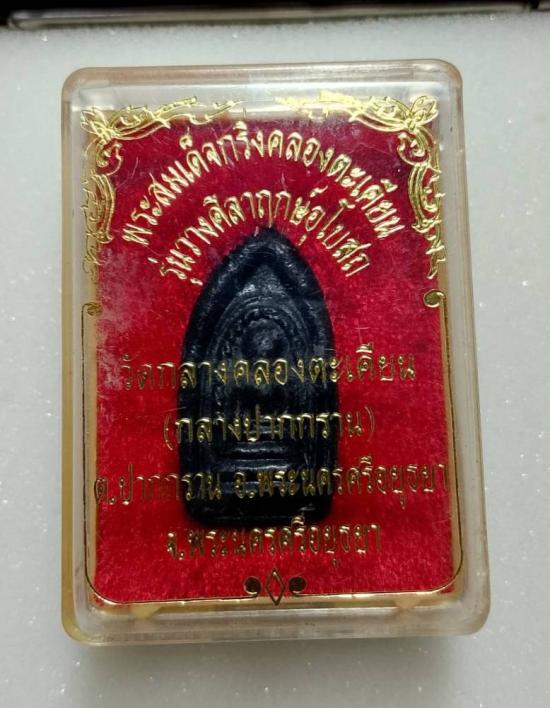 พระสมเด็จกริ่งคลองตะเคียน
รุ่นวางศิลาฤกษ์อุโบสถ
วัดกลางคลองตะเคียน
(กลางปากกราน)
ต.ปากกราน อ.พระนครศรีอยุธยา
จ.พระนครศรีอยุธยา